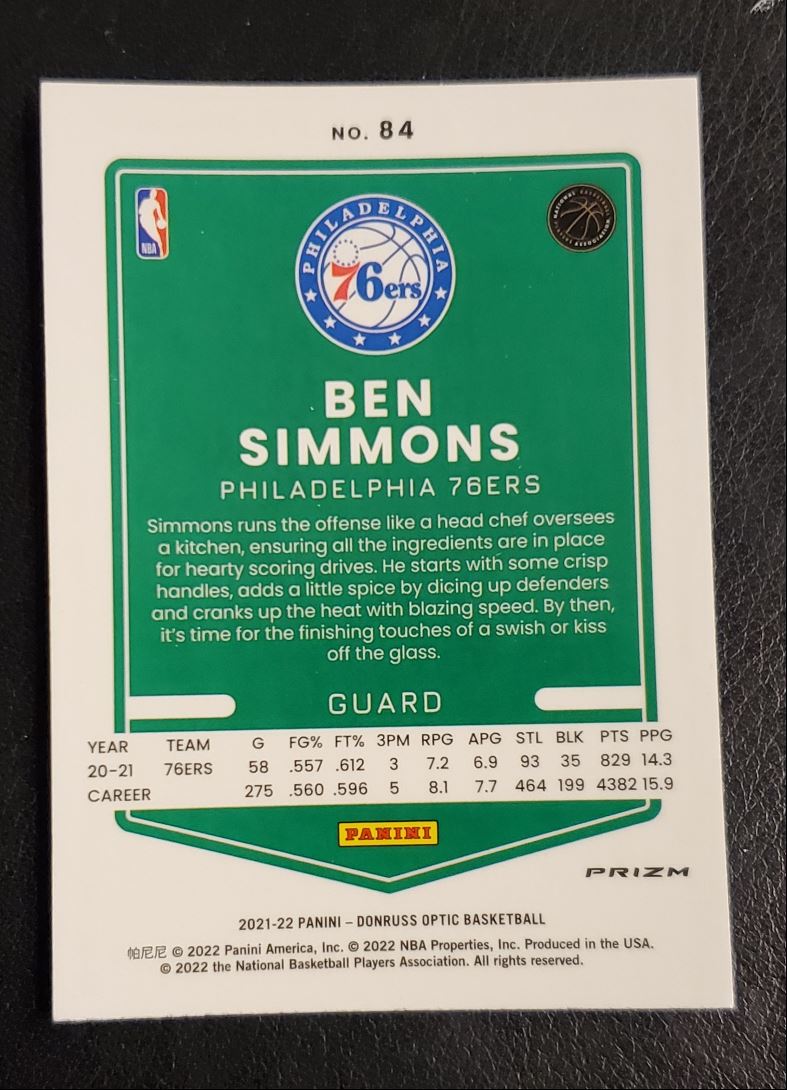 NO. 84
NBA
PHILADELPHIA
76ers
NATIONAL BASKETBALL
PLAYERS ASSOCIATION
BEN
SIMMONS
PHILADELPHIA 76ERS
Simmons runs the offense like a head chef oversees
a kitchen, ensuring all the ingredients are in place
for hearty scoring drives. He starts with some crisp
handles, adds a little spice by dicing up defenders
and cranks up the heat with blazing speed. By then,
it's time for the finishing touches of a swish or kiss
off the glass.
GUARD
YEAR TEAM G FG% FT% 3PM RPG APG STL BLK PTS PPG
20-21 76ERS 58 .557 .612 3 7.2 6.9 93 35 829 14.3
CAREER 275 .560 .596 5 8.1 7.7 464 199 4382 15.9
PANINI
PRIZM
2021-22 PANINI – DONRUSS OPTIC BASKETBALL
帕尼尼 © 2022 Panini America, Inc. © 2022 NBA Properties, Inc. Produced in the USA.
© 2022 the National Basketball Players Association. All rights reserved.